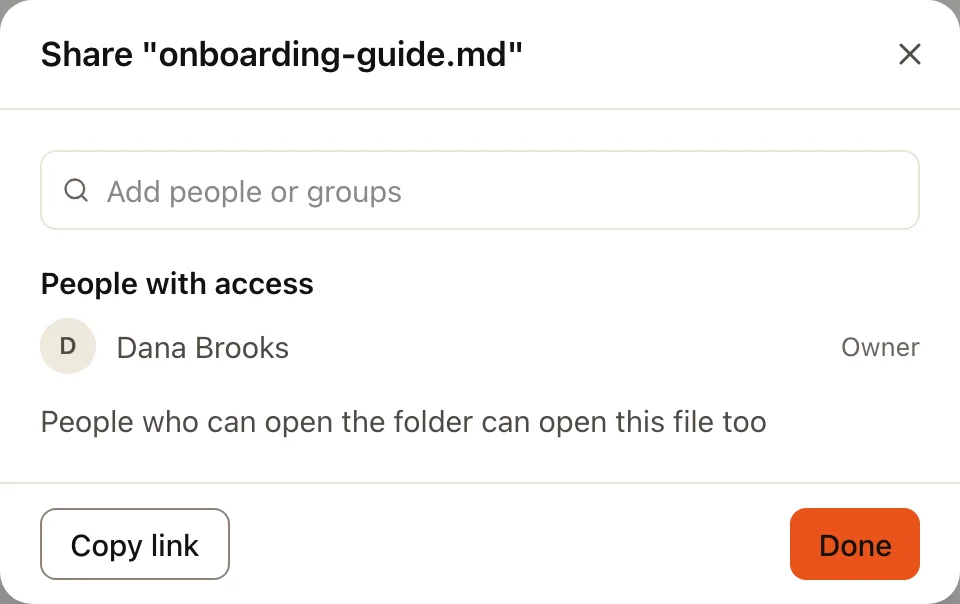 Share "onboarding-guide.md"
Add people or groups
People with access
D
Dana Brooks
Owner
People who can open the folder can open this file too
Copy link
Done